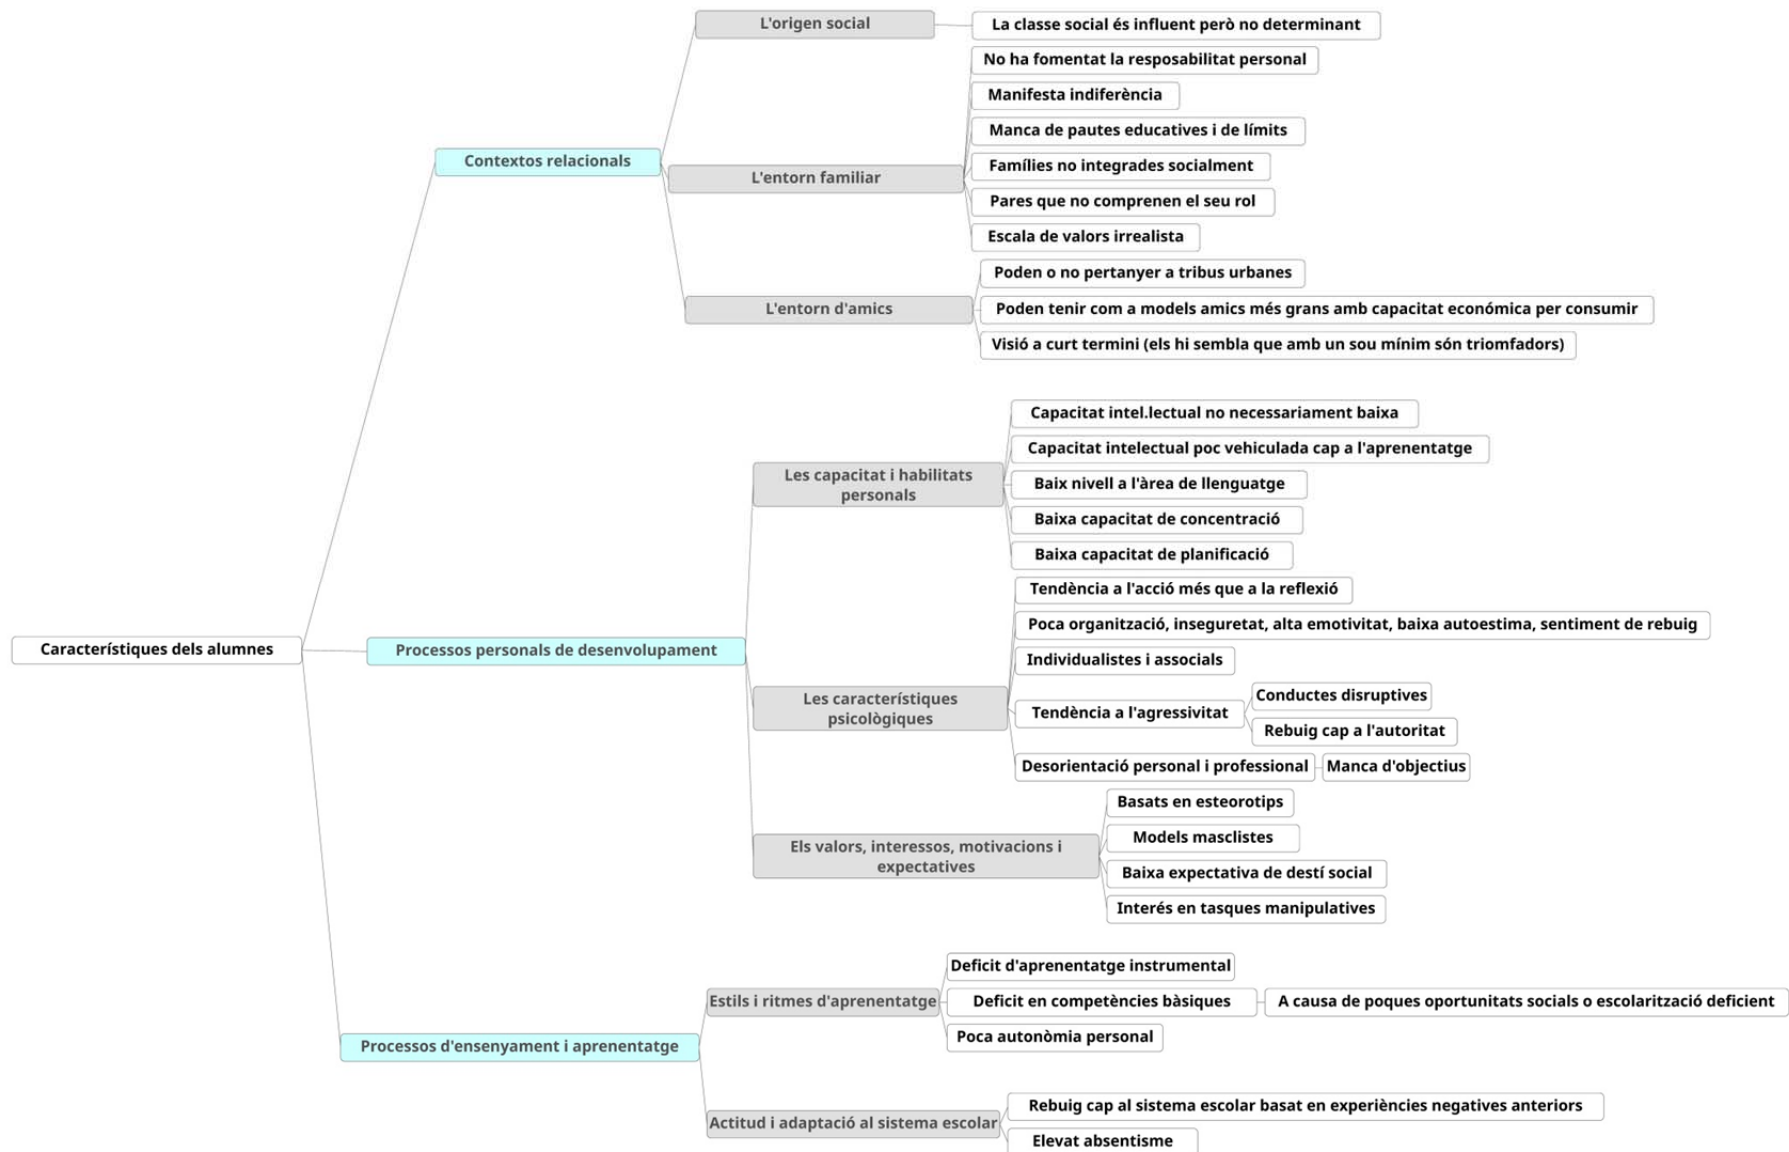 L'origen social
La classe social és influent però no determinant
No ha fomentat la resposabilitat personal
Manifesta indiferència
Manca de pautes educatives i de límits
Contextos relacionals
Famílies no integrades socialment
L'entorn familiar
Pares que no comprenen el seu rol
Escala de valors irrealista
Poden o no pertanyer a tribus urbanes
L'entorn d'amics
Poden tenir com a models amics més grans amb capacitat económica per consumir
Visió a curt termini (els hi sembla que amb un sou mínim són triomfadors)
Capacitat intel.lectual no necessariament baixa
Capacitat intelectual poc vehiculada cap a l'aprenentatge
Les capacitat i habilitats
personals
Baix nivell a l'àrea de llenguatge
Baixa capacitat de concentració
Baixa capacitat de planificació
Tendència a l'acció més que a la reflexió
Poca organització, inseguretat, alta emotivitat, baixa autoestima, sentiment de rebuig
Característiques dels alumnes
Processos personals de desenvolupament
Individualistes i associals
Les característiques
psicològiques
Tendència a l'agressivitat
Conductes disruptives
Rebuig cap a l'autoritat
Desorientació personal i professional
Manca d'objectius
Basats en esteorotips
Models masclistes
Els valors, interessos, motivacions i
expectatives
Baixa expectativa de destí social
Interés en tasques manipulatives
Deficit d'aprenentatge instrumental
Estils i ritmes d'aprenentatge
Deficit en competències bàsiques
A causa de poques oportunitats socials o escolarització deficient
Poca autonòmia personal
Processos d'ensenyament i aprenentatge
Rebuig cap al sistema escolar basat en experiències negatives anteriors
Actitud i adaptació al sistema escolar
Elevat absentisme